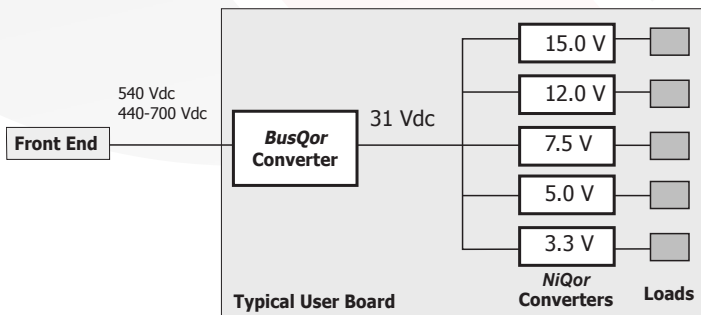 540 Vdc
440-700 Vdc
Front End
BusQor
Converter
31 Vdc
15.0 V
12.0 V
7.5 V
5.0 V
3.3 V
NiQor
Converters
Loads
Typical User Board